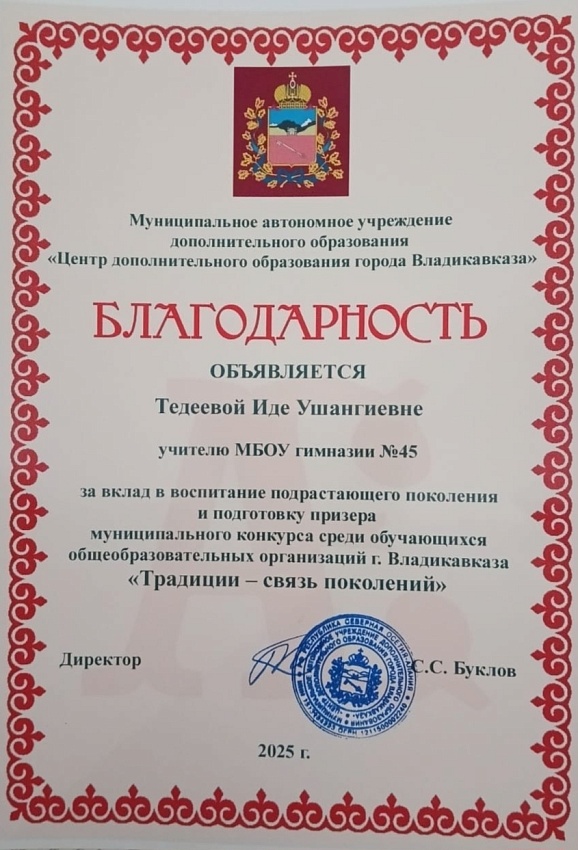 Муниципальное автономное учреждение
дополнительного образования
«Центр дополнительного образования города Владикавказа»
БЛАГОДАРНОСТЬ
ОБЪЯВЛЯЕТСЯ
Тедеевой Иде Ушангиевне
учителю МБОУ гимназии №45
за вклад в воспитание подрастающего поколения
и подготовку призера
муниципального конкурса среди обучающихся
общеобразовательных организаций г. Владикавказа
«Традиции – связь поколений»
Директор
С.С. Буклов
2025 г.